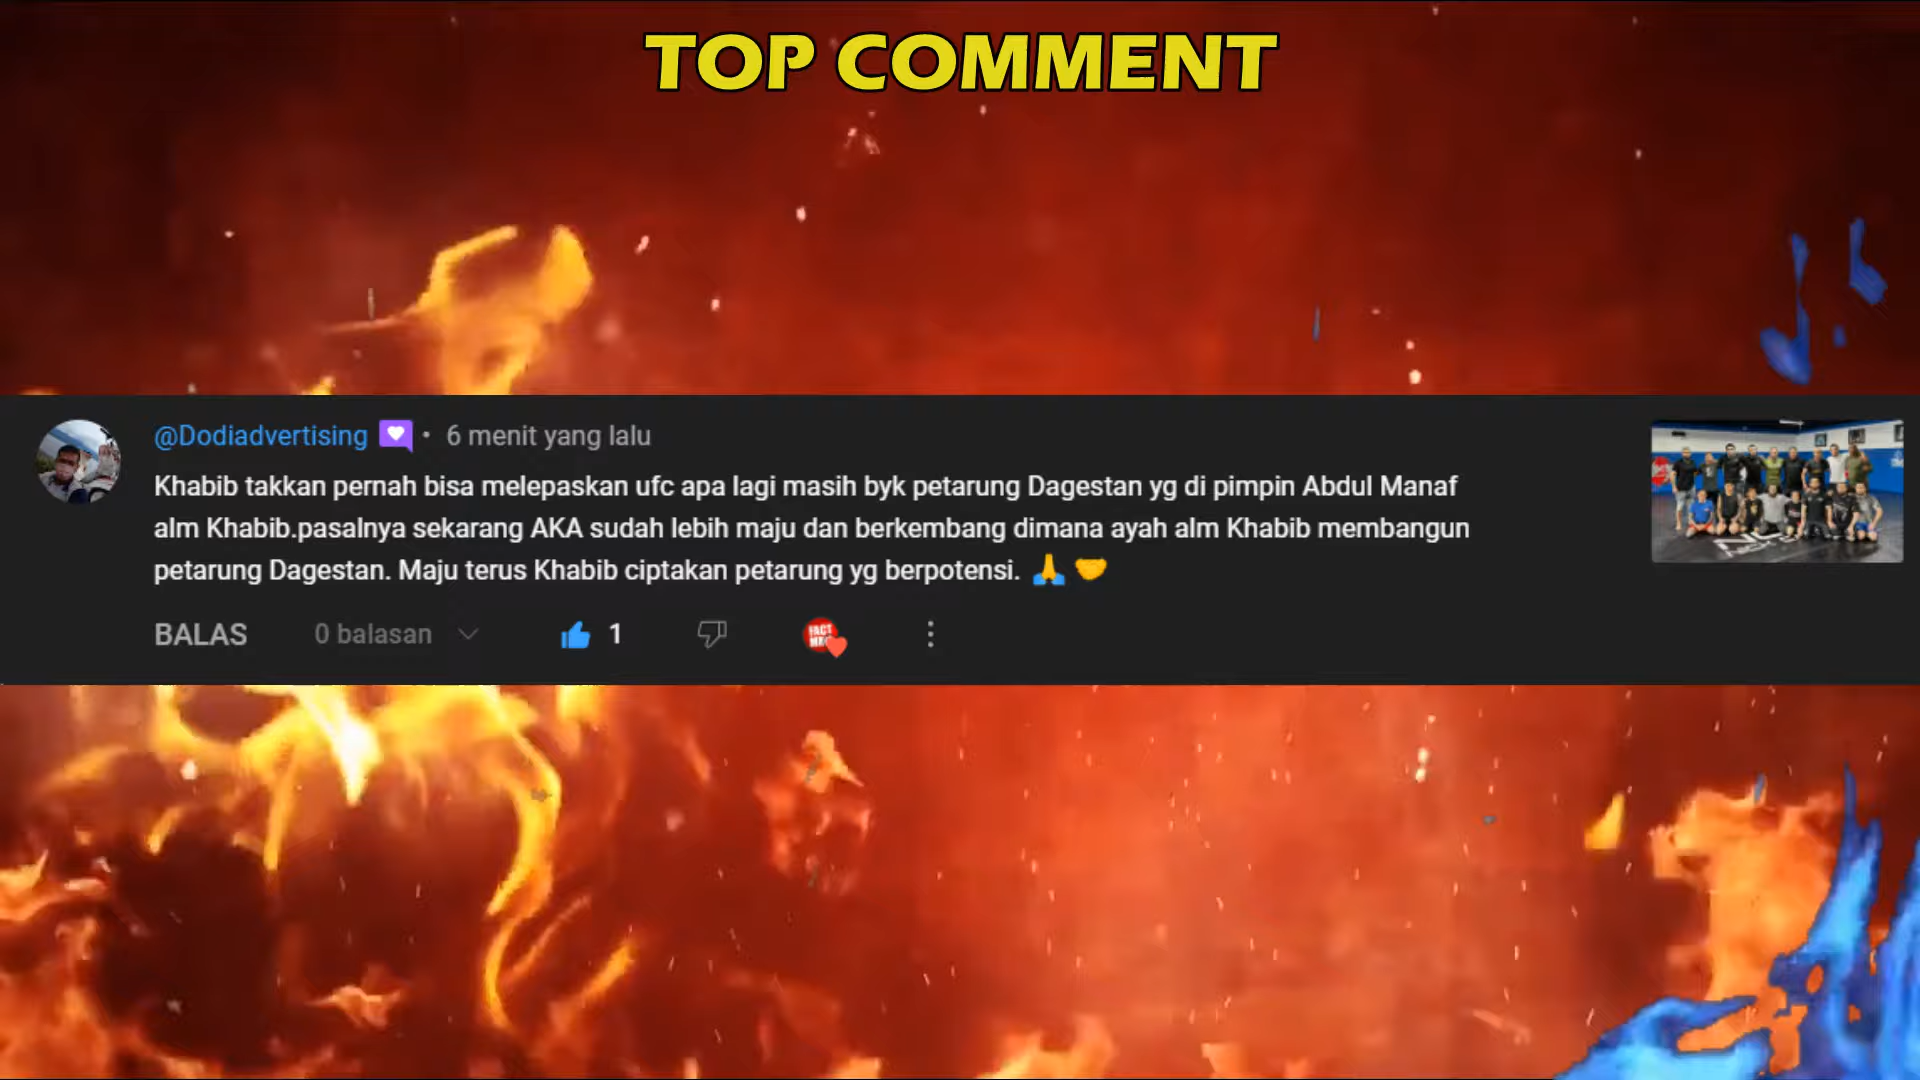 TOP COMMENT
@Dodiadvertising • 6 menit yang lalu
Khabib takkan pernah bisa melepaskan ufc apa lagi masih byk petarung Dagestan yg di pimpin Abdul Manaf
alm Khabib.pasalnya sekarang AKA sudah lebih maju dan berkembang dimana ayah alm Khabib membangun
petarung Dagestan. Maju terus Khabib ciptakan petarung yg berpotensi. 🙏 🤝
BALAS 0 balasan 1
FACT